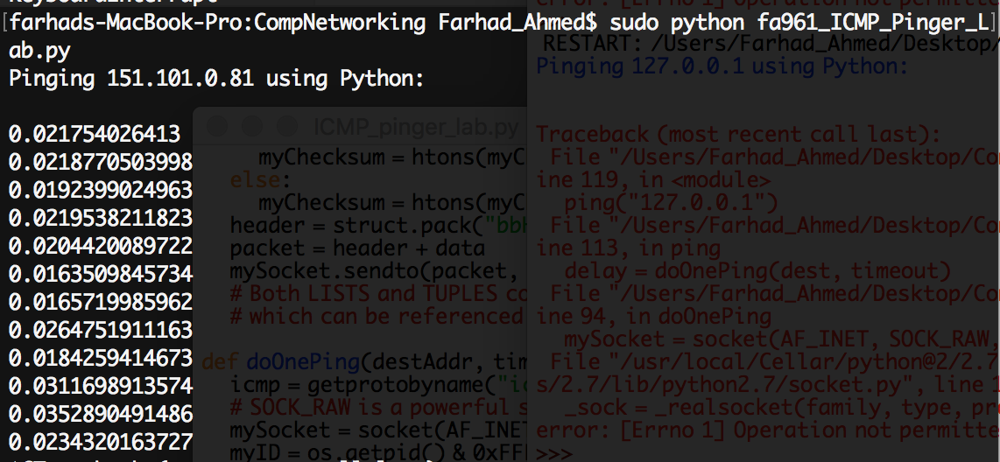 [farhads-MacBook-Pro:CompNetworking Farhad_Ahmed$ sudo python fa961_ICMP_Pinger_L]
ab.py
Pinging 151.101.0.81 using Python:
0.021754026413
0.0218770503998
0.0192399024963
0.0219538211823
0.0204420089722
0.0163509845734
0.0165719985962
0.0264751911163
0.0184259414673
0.0311698913574
0.0352890491486
0.0234320163727
ICMP_pinger_lab.py
myChecksum = htons(myC
else:
myChecksum = htons(myC
header = struct.pack("bbH
packet = header + data
mySocket.sendto(packet,
# Both LISTS and TUPLES co
# which can be referenced
def doOnePing(destAddr, tim
icmp = getprotobyname("ic
# SOCK_RAW is a powerful s
mySocket = socket(AF_INET
myID = os.getpid() & 0xFFF
error: [Errno 1] Operation not permitte
RESTART: /Users/Farhad_Ahmed/Desktop/
Pinging 127.0.0.1 using Python:
Traceback (most recent call last):
File "/Users/Farhad_Ahmed/Desktop/Co
ine 119, in <module>
ping("127.0.0.1")
File "/Users/Farhad_Ahmed/Desktop/Co
ine 113, in ping
delay = doOnePing(dest, timeout)
File "/Users/Farhad_Ahmed/Desktop/Co
ine 94, in doOnePing
mySocket = socket(AF_INET, SOCK_RAW,
File "/usr/local/Cellar/python@2/2.7
s/2.7/lib/python2.7/socket.py", line 1
_sock = _realsocket(family, type, pro
error: [Errno 1] Operation not permitte
>>>